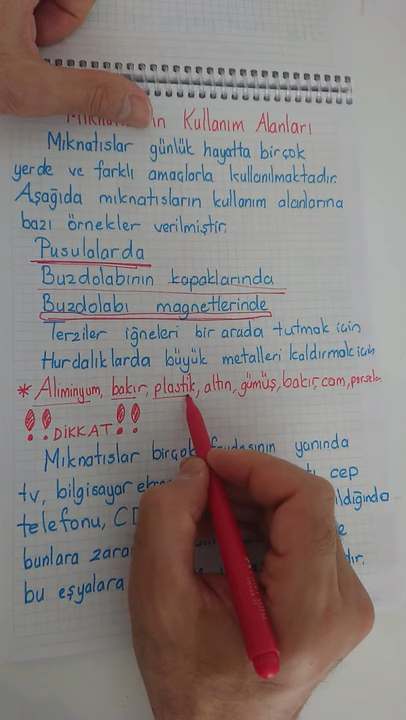 Kullanım Alanları
Mıknatıslar günlük hayatta birçok
yerde ve farklı amaçlarla kullanılmaktadır.
Aşağıda mıknatısların kullanım alanlarına
bazı örnekler verilmiştir.
Pusulalarda
Buzdolabının kapaklarında
Buzdolabı magnetlerinde
Terziler iğneleri bir arada tutmak için
Hurdalıklarda büyük metalleri kaldırmak için
* Aliminyum, bakır, plastik, altın, gümüş, bakır, cam, porselen
!! DİKKAT !!
Mıknatıslar birçok yanında
tv, bilgisayar cep
telefonu, CD
bunlara
bu eşyalara